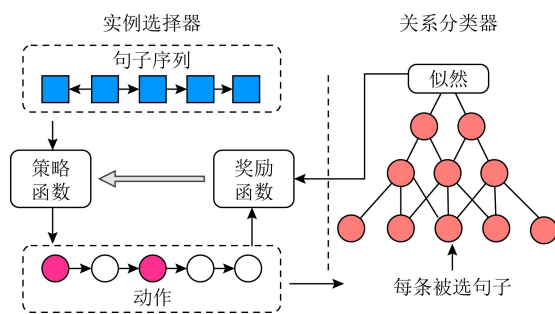 实例选择器
关系分类器
句子序列
似然
策略
函数
奖励
函数
动作
每条被选句子